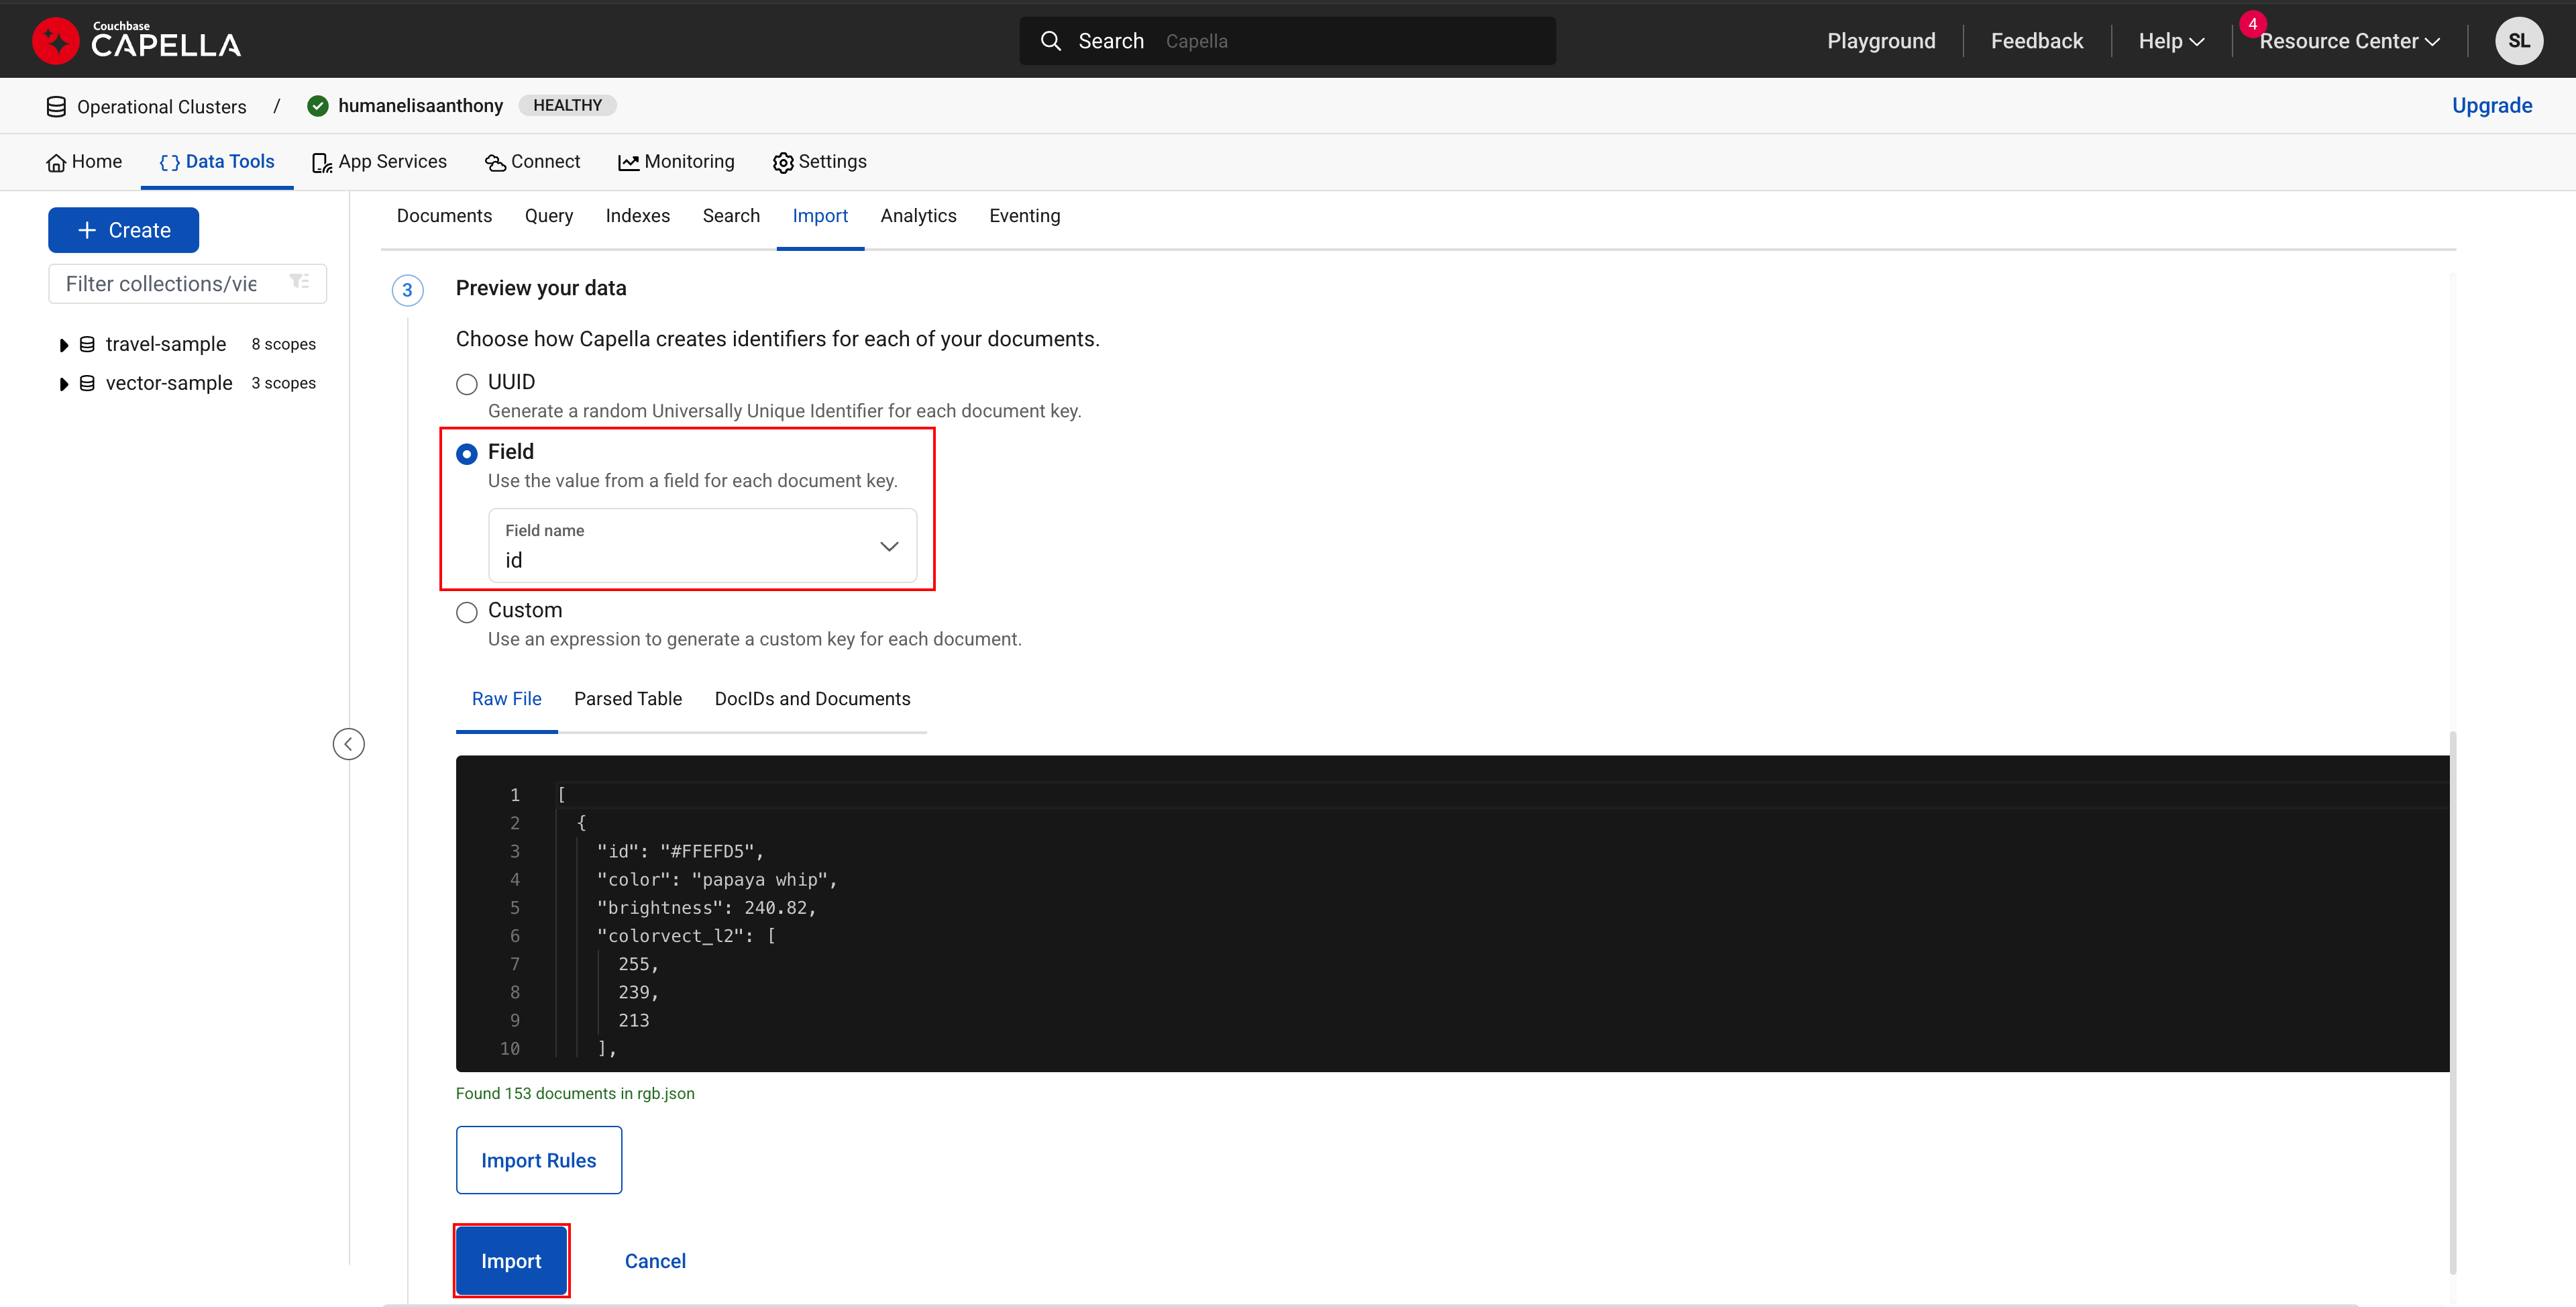 Couchbase
CAPELLA
Search Capella
Playground
Feedback
Help
4
Resource Center
SL
Operational Clusters / humanelisaanthony HEALTHY
Upgrade
Home
Data Tools
App Services
Connect
Monitoring
Settings
Create
Filter collections/vie
travel-sample 8 scopes
vector-sample 3 scopes
Documents
Query
Indexes
Search
Import
Analytics
Eventing
3 Preview your data
Choose how Capella creates identifiers for each of your documents.
UUID
Generate a random Universally Unique Identifier for each document key.
Field
Use the value from a field for each document key.
Field name
id
Custom
Use an expression to generate a custom key for each document.
Raw File
Parsed Table
DocIDs and Documents
1 [
2 {
3 "id": "#FFEFD5",
4 "color": "papaya whip",
5 "brightness": 240.82,
6 "colorvect_l2": [
7 255,
8 239,
9 213
10 ],
Found 153 documents in rgb.json
Import Rules
Import
Cancel